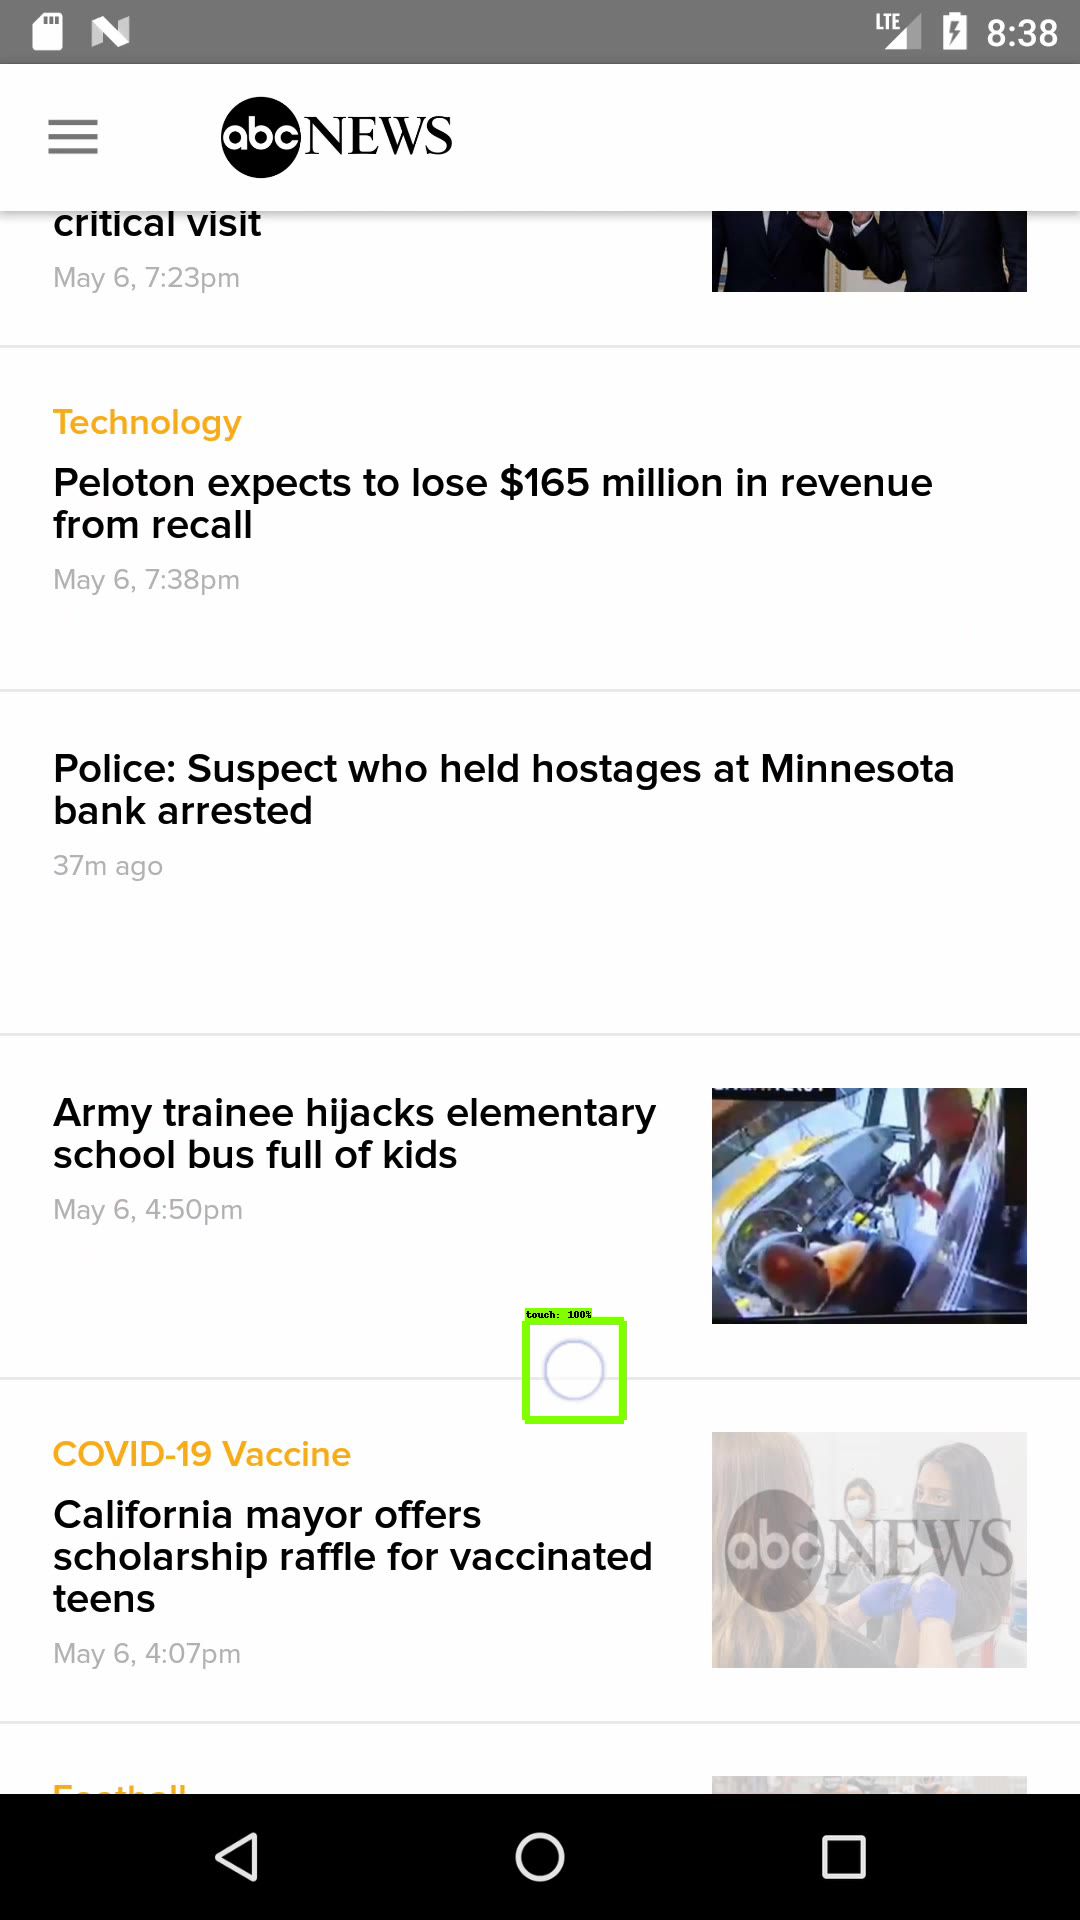 LTE 8:38
abc NEWS
critical visit
May 6, 7:23pm
Technology
Peloton expects to lose $165 million in revenue
from recall
May 6, 7:38pm
Police: Suspect who held hostages at Minnesota
bank arrested
37m ago
Army trainee hijacks elementary
school bus full of kids
May 6, 4:50pm
touch: 100%
COVID-19 Vaccine
California mayor offers
scholarship raffle for vaccinated
teens
May 6, 4:07pm
abc NEWS
Football